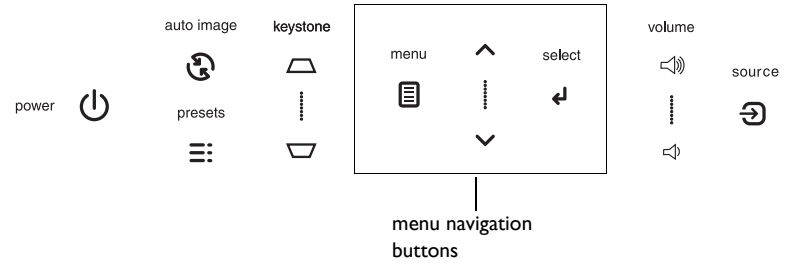 auto image
keystone
volume
menu
select
source
power
presets
menu navigation
buttons